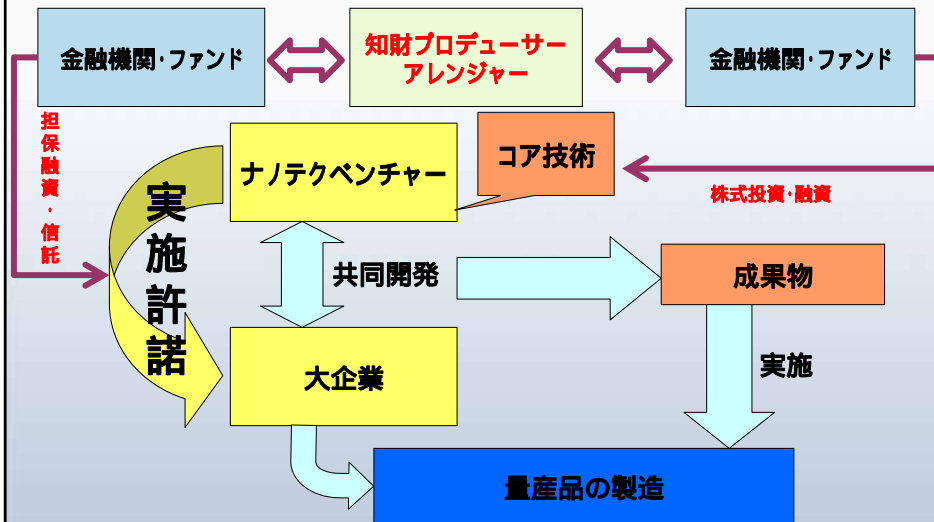 金融機関・ファンド
知財プロデューサー
アレンジャー
金融機関・ファンド
担保融資・信託
ナノテクベンチャー
コア技術
株式投資・融資
実施許諾
共同開発
成果物
大企業
実施
量産品の製造